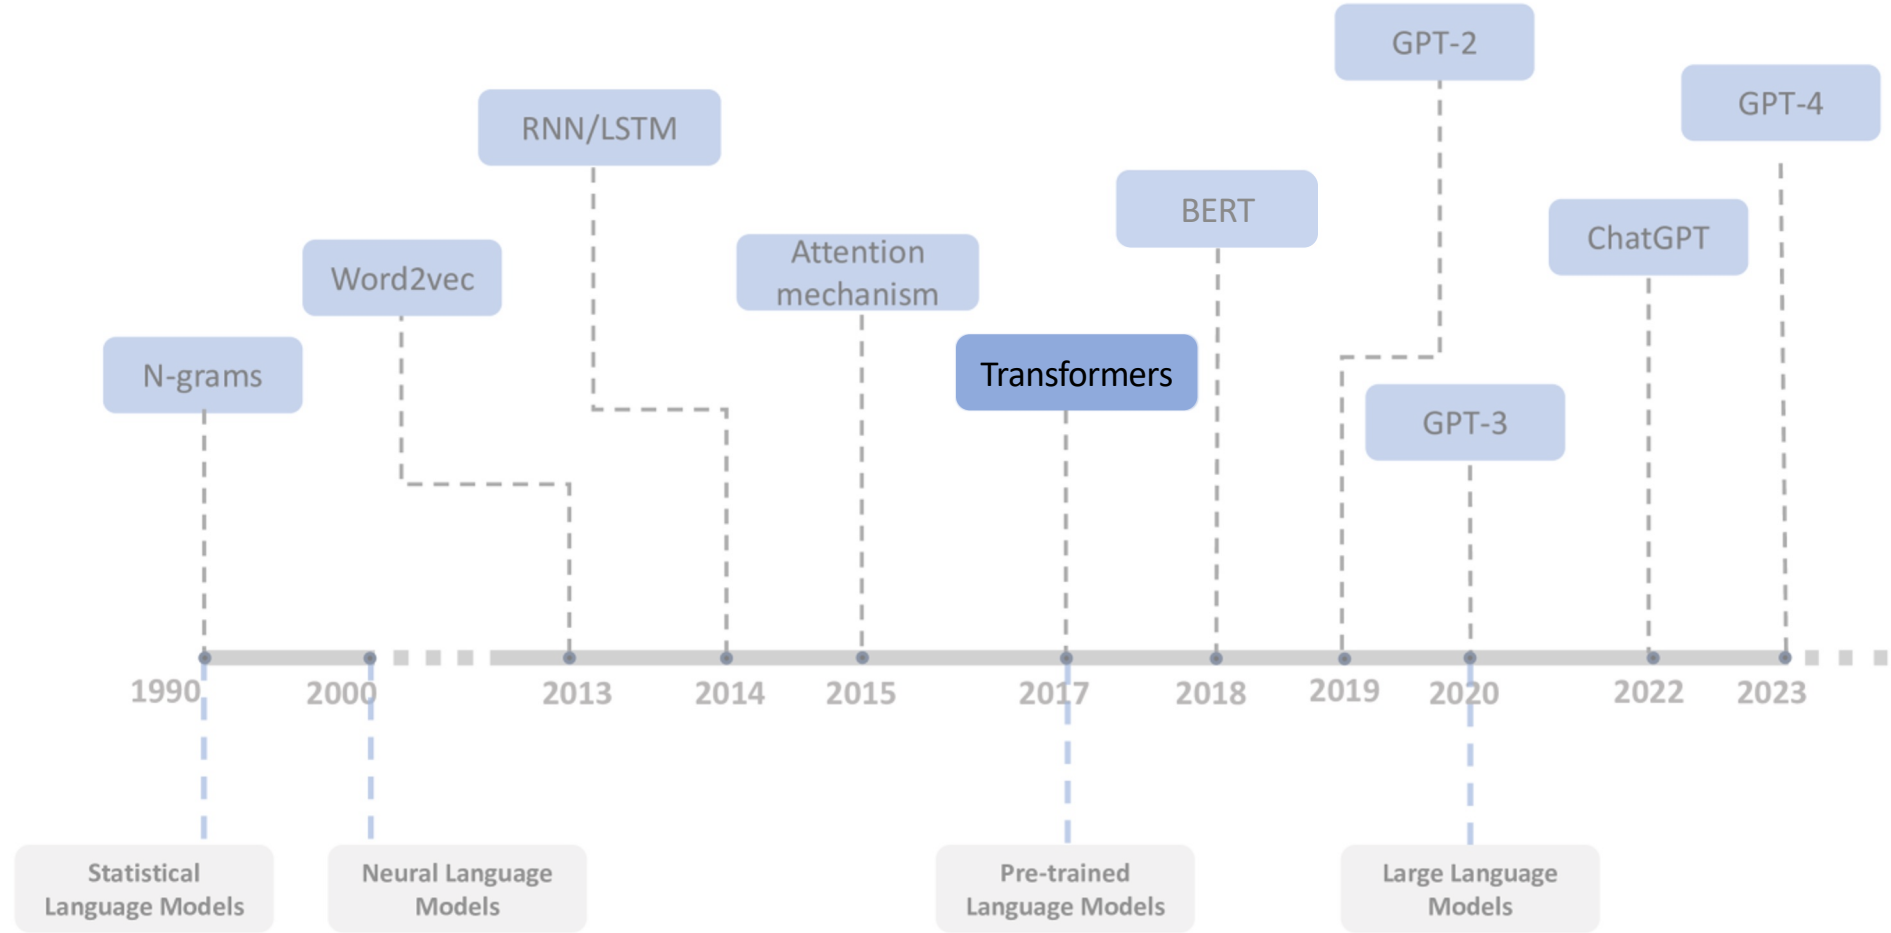 GPT-2
GPT-4
RNN/LSTM
BERT
ChatGPT
Word2vec
Attention
mechanism
N-grams
Transformers
GPT-3
1990
2000
2013
2014
2015
2017
2018
2019
2020
2022
2023
Statistical
Language Models
Neural Language
Models
Pre-trained
Language Models
Large Language
Models